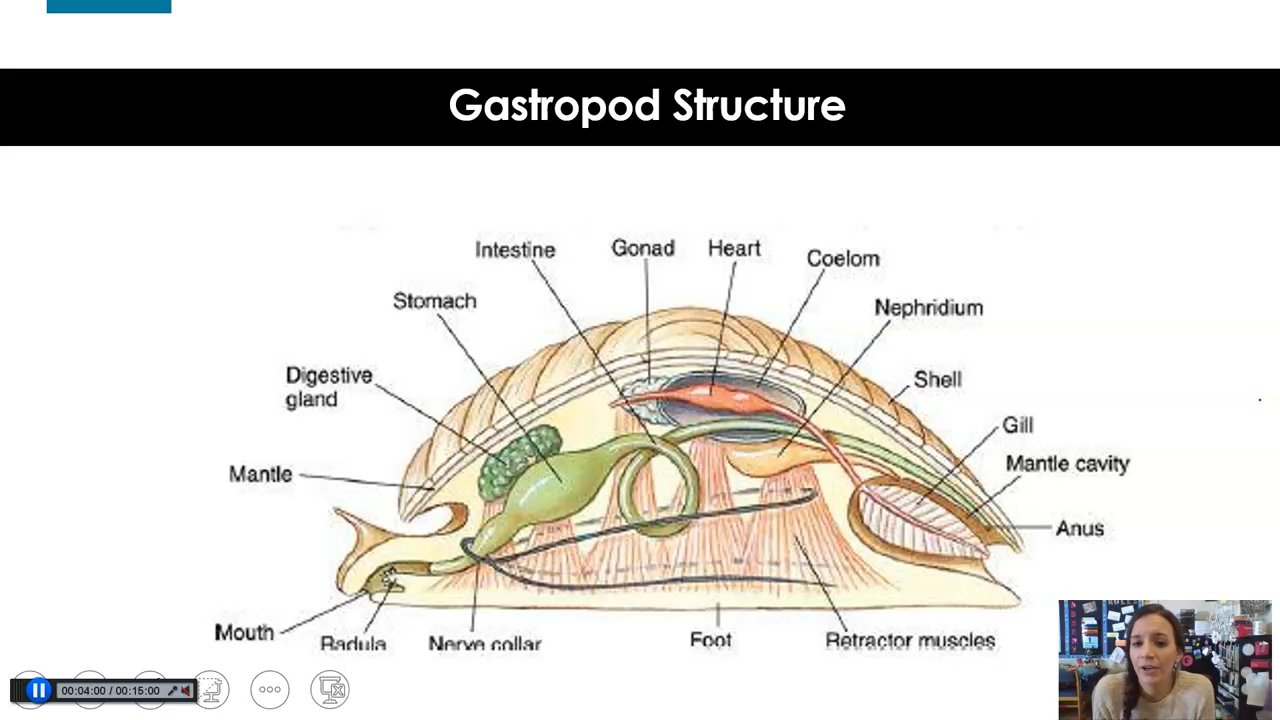 Gastropod Structure
Intestine
Gonad
Heart
Coelom
Stomach
Nephridium
Digestive
gland
Shell
Gill
Mantle
Mantle cavity
Anus
Mouth
Radula
Nerve collar
Foot
Retractor muscles
00:04:00 / 00:15:00